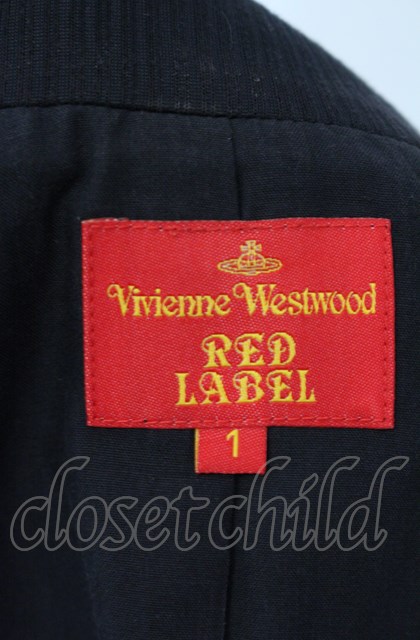 Vivienne Westwood
RED
LABEL
1
closetchild